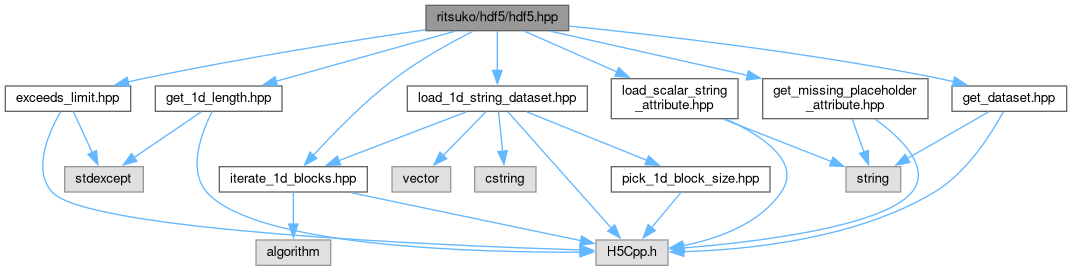 ritsuko/hdf5/hdf5.hpp
exceeds_limit.hpp
get_1d_length.hpp
load_1d_string_dataset.hpp
load_scalar_string
_attribute.hpp
get_missing_placeholder
_attribute.hpp
get_dataset.hpp
stdexcept
iterate_1d_blocks.hpp
vector
cstring
pick_1d_block_size.hpp
string
algorithm
H5Cpp.h